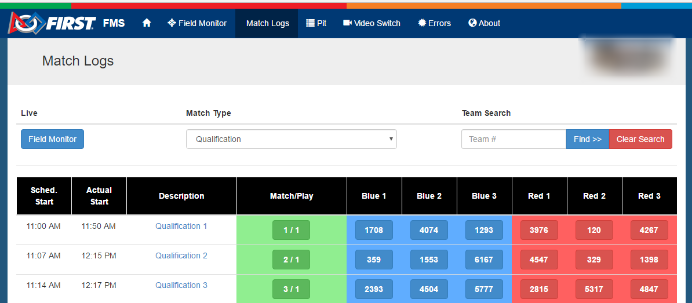 FIRST FMS Field Monitor Match Logs Pit Video Switch Errors About
Match Logs
Live Match Type Team Search
Field Monitor Qualification Team # Find >> Clear Search
Sched. Start Actual Start Description Match/Play Blue 1 Blue 2 Blue 3 Red 1 Red 2 Red 3
11:00 AM 11:50 AM Qualification 1 1 / 1 1708 4074 1293 3976 120 4267
11:07 AM 12:15 PM Qualification 2 2 / 1 359 1553 6167 4547 329 1398
11:14 AM 12:17 PM Qualification 3 3 / 1 2393 4504 5777 2815 5317 4847